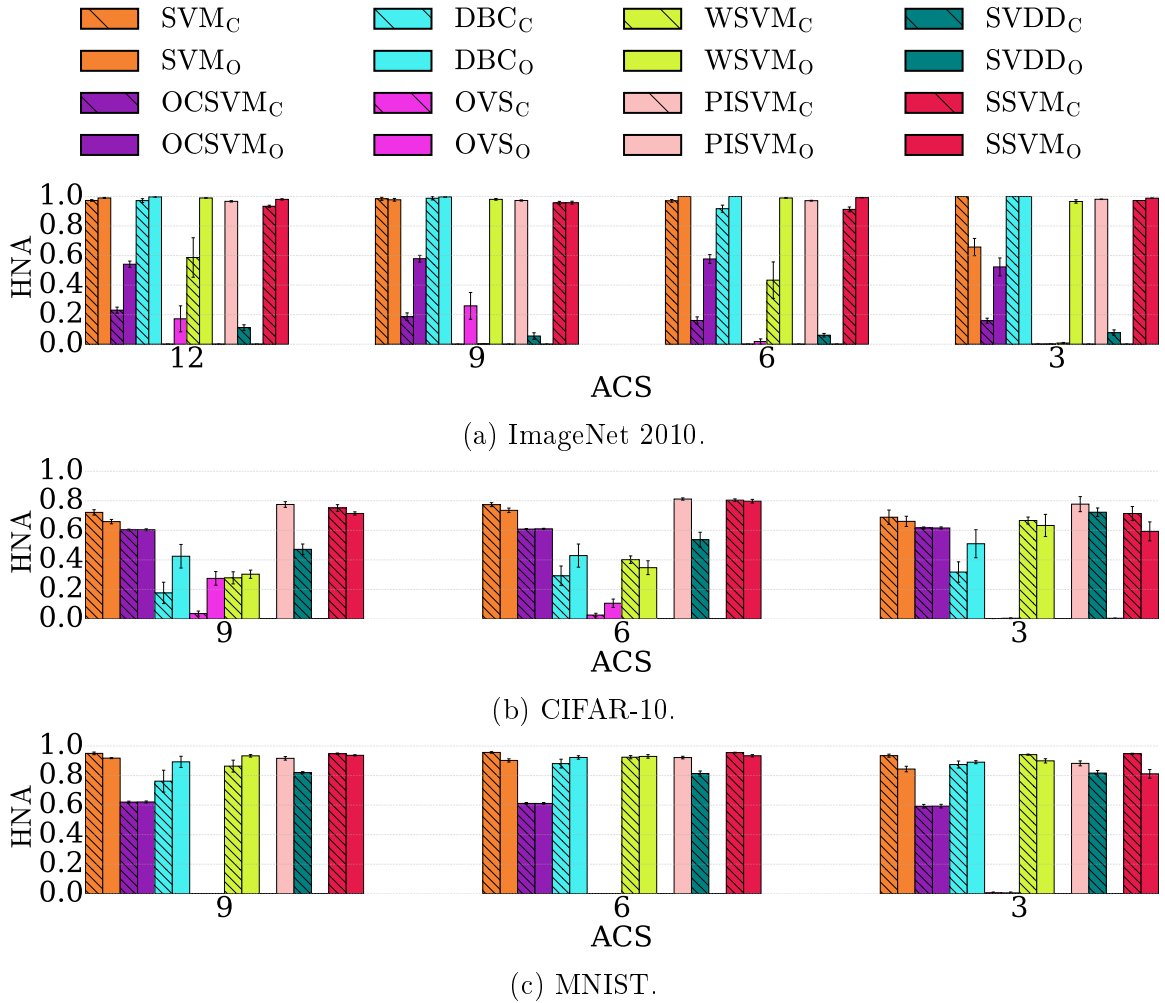 SVM_C DBC_C WSVM_C SVDD_C
SVM_O DBC_O WSVM_O SVDD_O
OCSVM_C OVS_C PISVM_C SSVM_C
OCSVM_O OVS_O PISVM_O SSVM_O
1.0
0.8
0.6
0.4
0.2
0.0
HNA
12 9 6 3
ACS
(a) ImageNet 2010.
1.0
0.8
0.6
0.4
0.2
0.0
HNA
9 6 3
ACS
(b) CIFAR-10.
1.0
0.8
0.6
0.4
0.2
0.0
HNA
9 6 3
ACS
(c) MNIST.